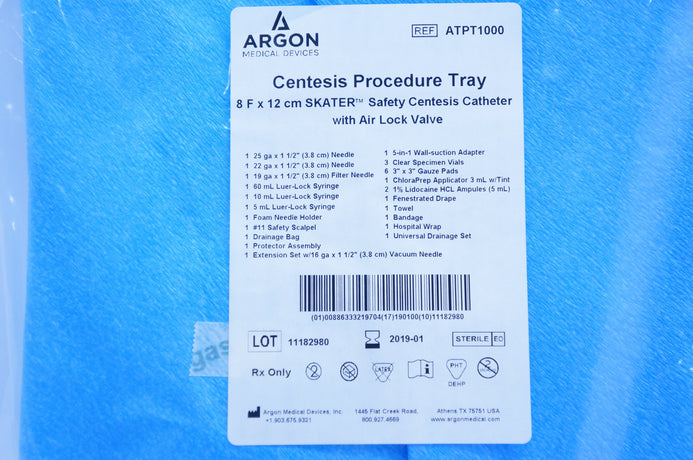 ARGON
MEDICAL DEVICES
REF ATPT1000
Centesis Procedure Tray
8 F x 12 cm SKATER™ Safety Centesis Catheter
with Air Lock Valve
1 25 ga x 1 1/2" (3.8 cm) Needle
1 22 ga x 1 1/2" (3.8 cm) Needle
1 19 ga x 1 1/2" (3.8 cm) Filter Needle
1 60 mL Luer-Lock Syringe
1 10 mL Luer-Lock Syringe
1 5 mL Luer-Lock Syringe
1 Foam Needle Holder
1 #11 Safety Scalpel
1 Drainage Bag
1 Protector Assembly
1 Extension Set w/16 ga x 1 1/2" (3.8 cm) Vacuum Needle
1 5-in-1 Wall-suction Adapter
3 Clear Specimen Vials
6 3" x 3" Gauze Pads
1 ChloraPrep Applicator 3 mL w/Tint
2 1% Lidocaine HCL Ampules (5 mL)
1 Fenestrated Drape
1 Towel
1 Bandage
1 Hospital Wrap
1 Universal Drainage Set
(01)00886333219704(17)190100(10)11182980
LOT 11182980
2019-01
STERILE EO
Rx Only
2
LATEX
i
PHT
DEHP
Argon Medical Devices, Inc.
+1.903.675.9321
1445 Flat Creek Road,
800.927.4669
Athens TX 75751 USA
www.argonmedical.com
gas